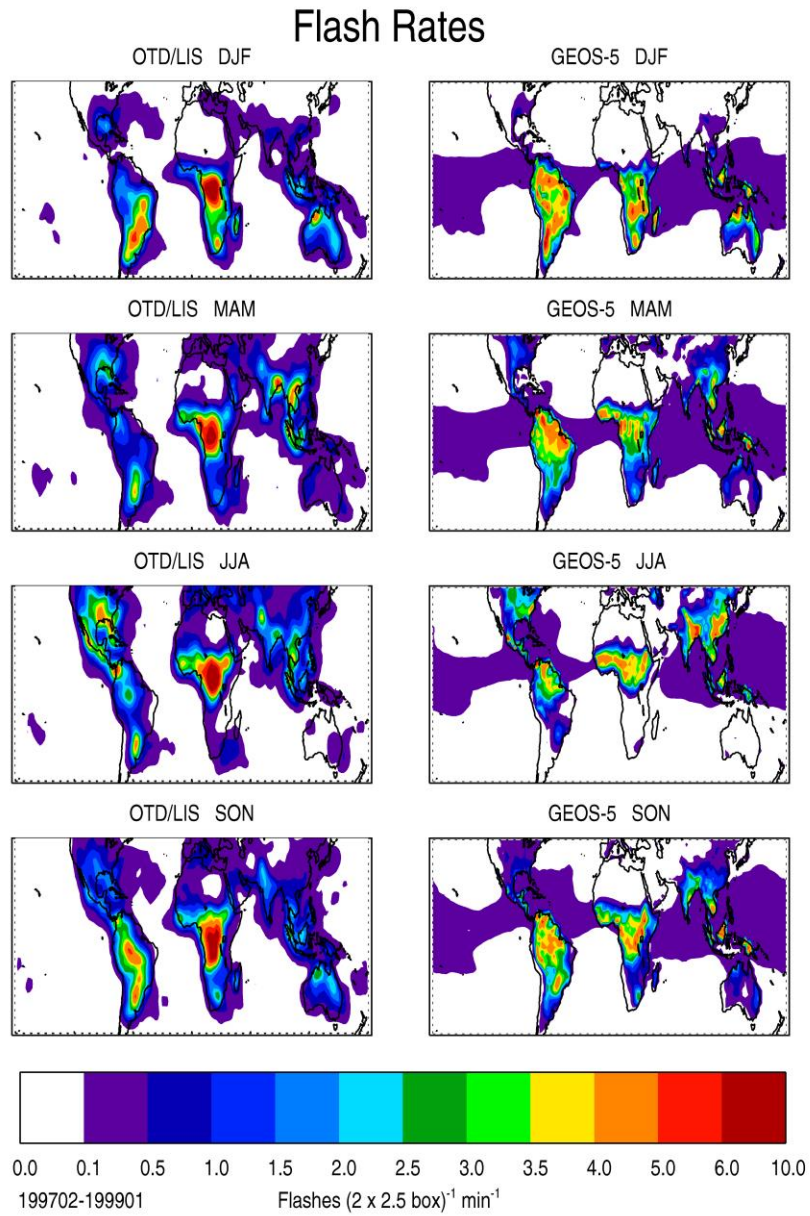 Flash Rates
OTD/LIS DJF
GEOS-5 DJF
OTD/LIS MAM
GEOS-5 MAM
OTD/LIS JJA
GEOS-5 JJA
OTD/LIS SON
GEOS-5 SON
0.0 0.1 0.5 1.0 1.5 2.0 2.5 3.0 3.5 4.0 5.0 6.0 10.0
199702-199901 Flashes (2 x 2.5 box)⁻¹ min⁻¹